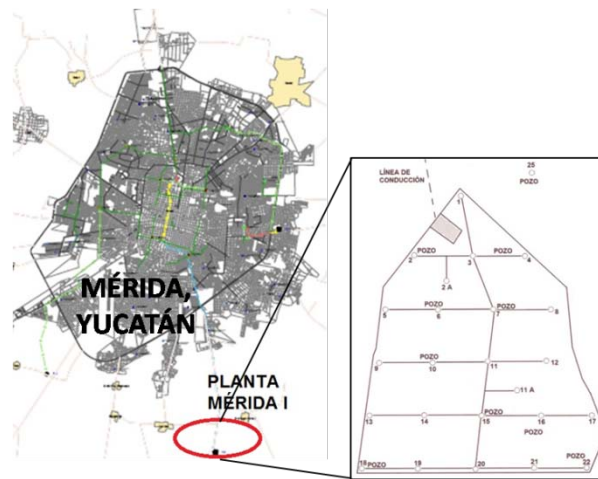 MÉRIDA,
YUCATÁN
PLANTA
MÉRIDA I
25
POZO
LÍNEA DE
CONDUCCIÓN
1
POZO POZO
2 3 4
2 A
POZO
5 6 7 8
POZO
9 10 11 12
11 A
POZO
13 14 15 16 17
POZO
POZO
POZO
18 19 20 21 22